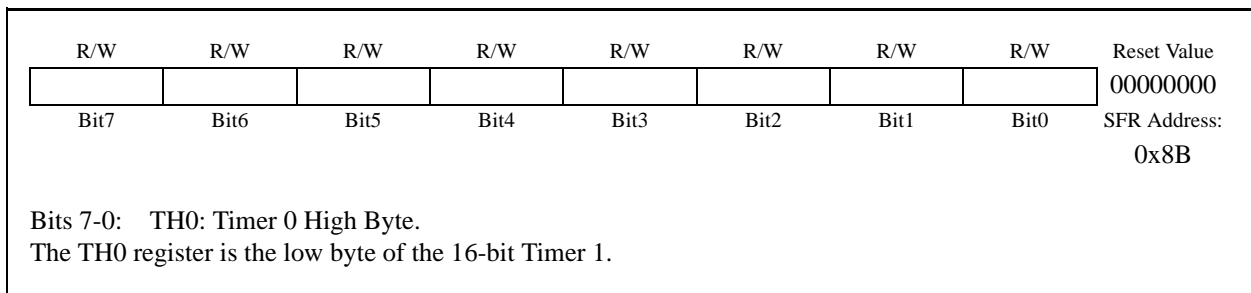 R/W R/W R/W R/W R/W R/W R/W R/W Reset Value
00000000
Bit7 Bit6 Bit5 Bit4 Bit3 Bit2 Bit1 Bit0 SFR Address:
0x8B
Bits 7-0: TH0: Timer 0 High Byte.
The TH0 register is the low byte of the 16-bit Timer 1.